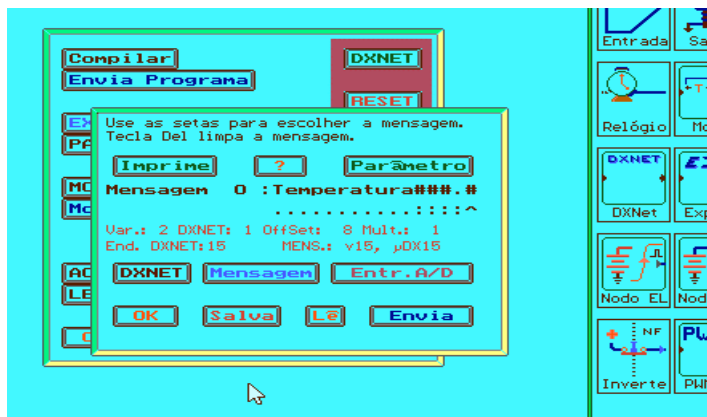 Compilar
DXNET
Envia Programa
RESET
Use as setas para escolher a mensagem.
Tecla Del limpa a mensagem.
Imprime ? Parâmetro
Mensagem 0 :Temperatura###.#
...........::::^
Var.: 2 DXNET: 1 OffSet: 8 Mult.: 1
End. DXNET:15 MENS.: v15, µDX15
DXNET Mensagem Entr.A/D
OK Salva Lê Envia
Entrada
Relógio
DXNET
DXNet
Nodo EL
Nodo
NF
Inverte